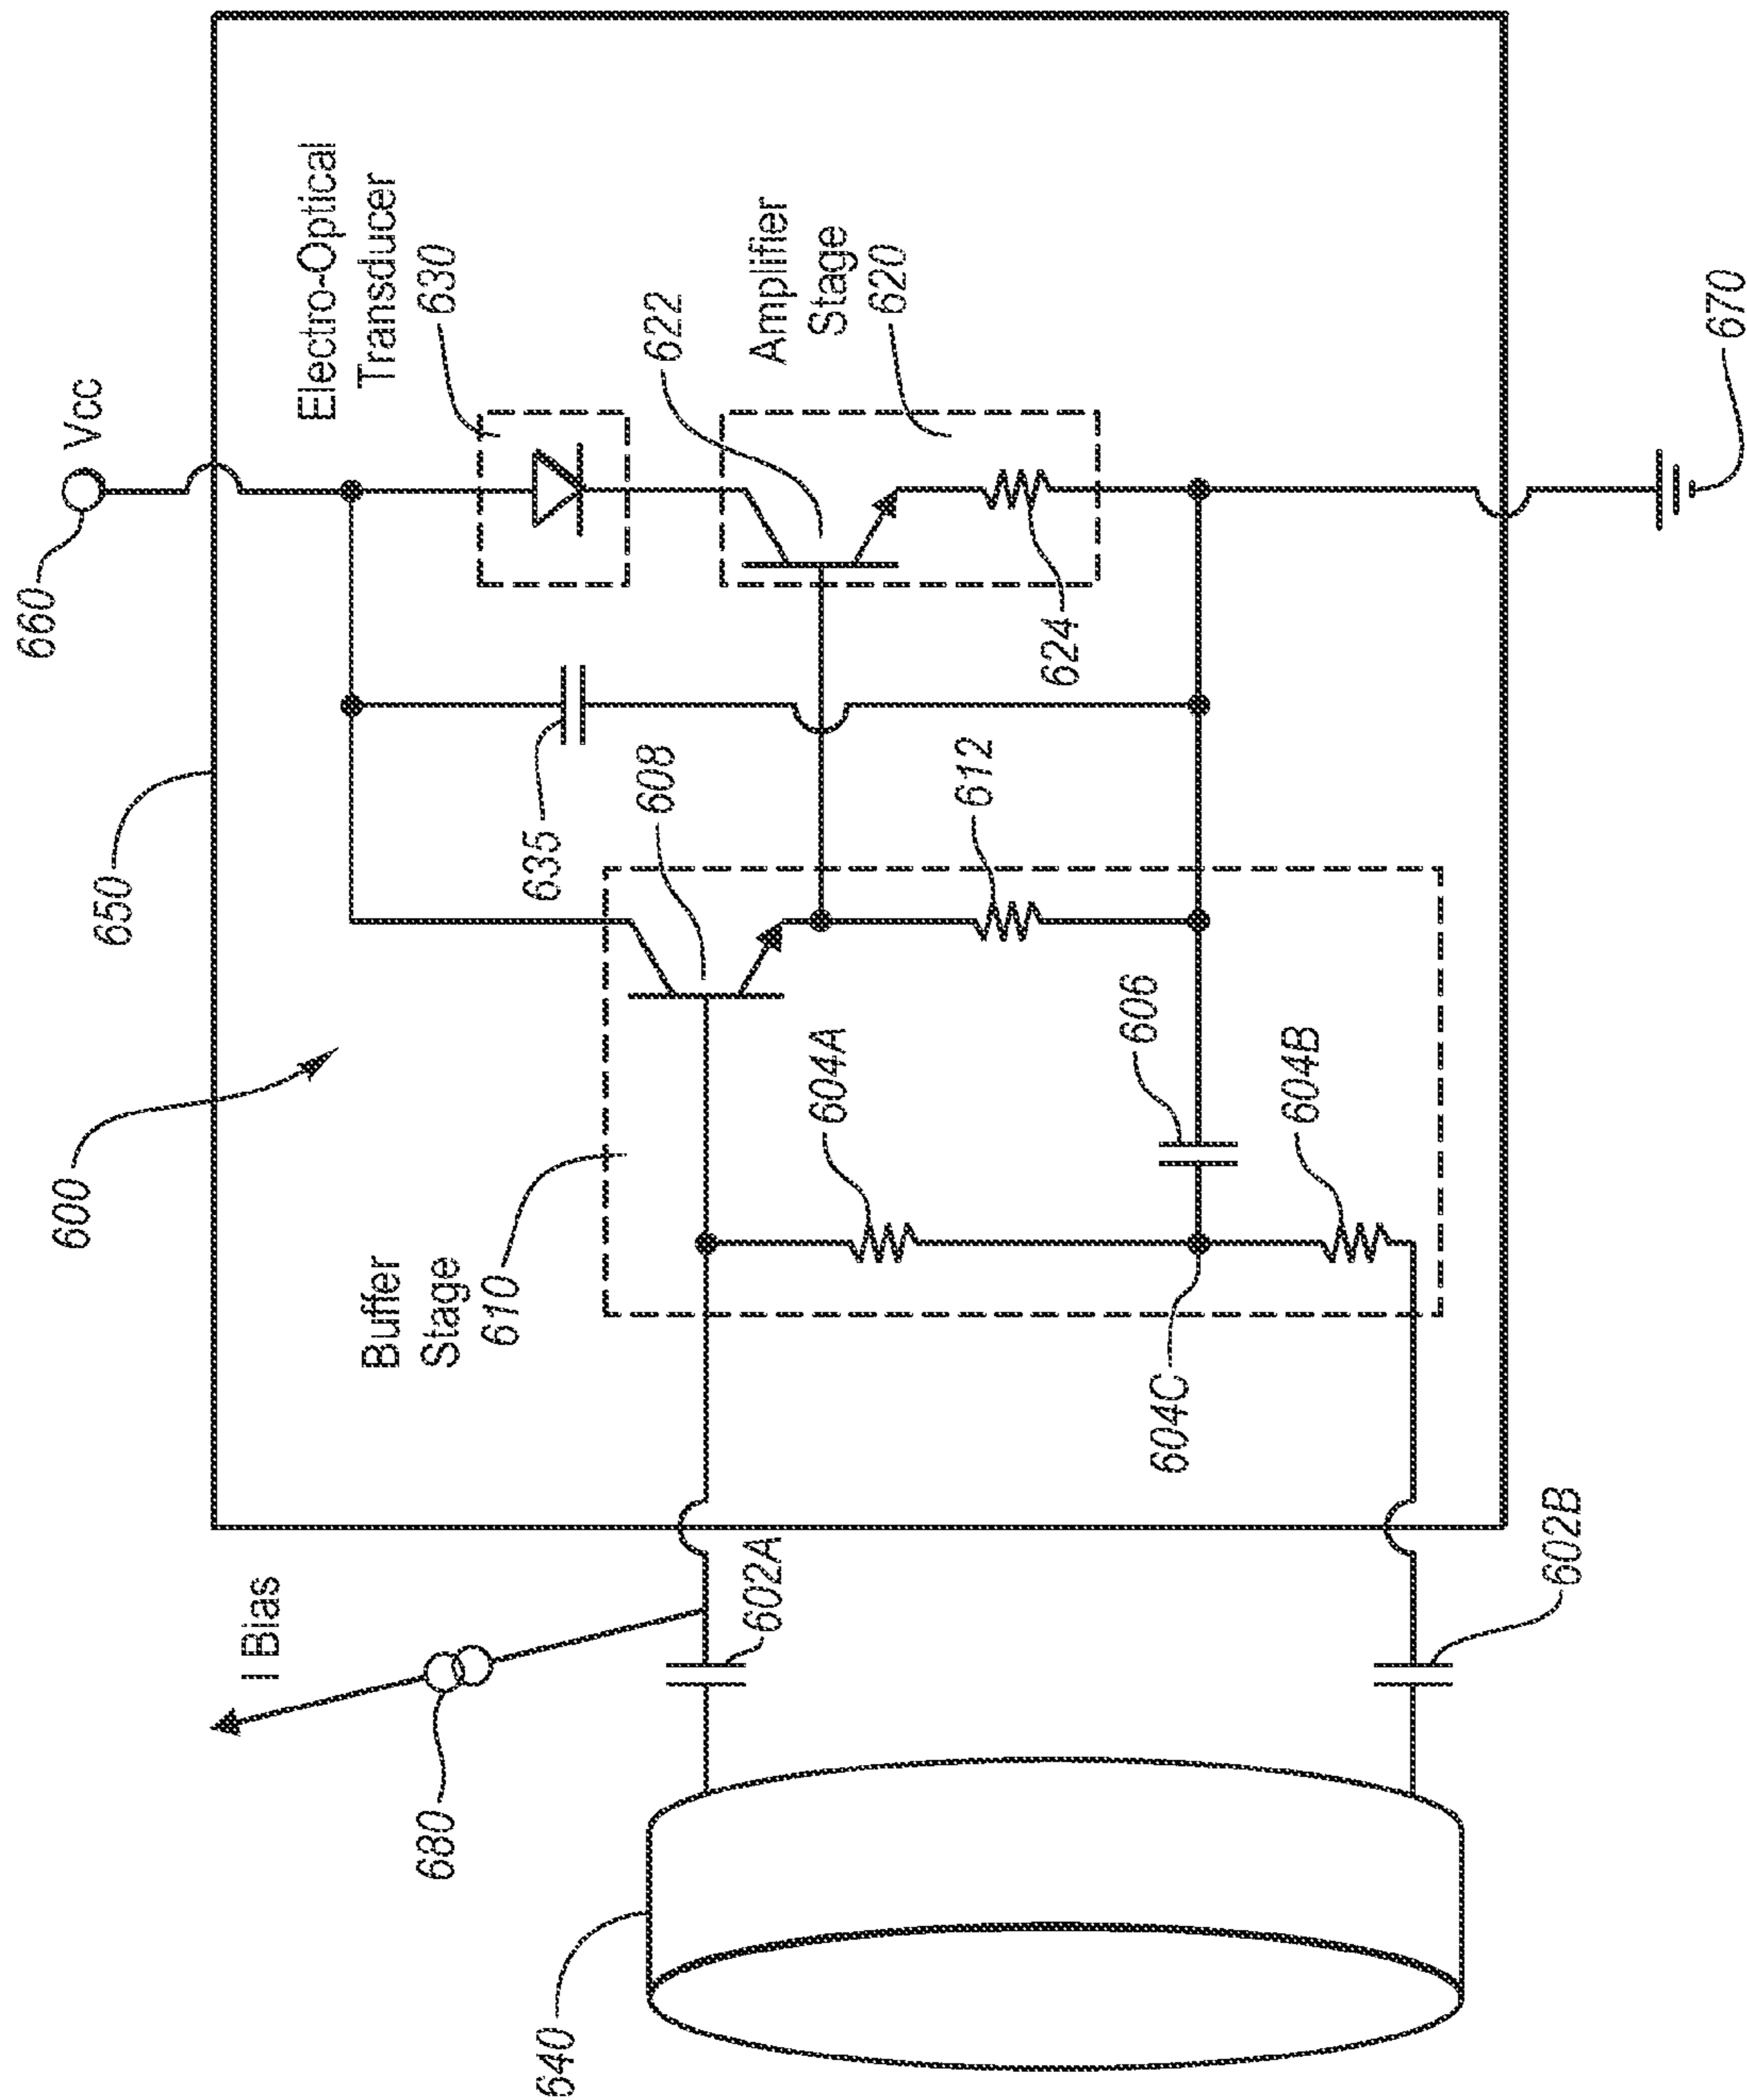 660
Vcc
650
Electro-Optical
Transducer
630
622
Amplifier
Stage
620
635
608
624
612
670
600
Buffer
Stage
610
604A
606
604B
604C
I Bias
680
602A
602B
640